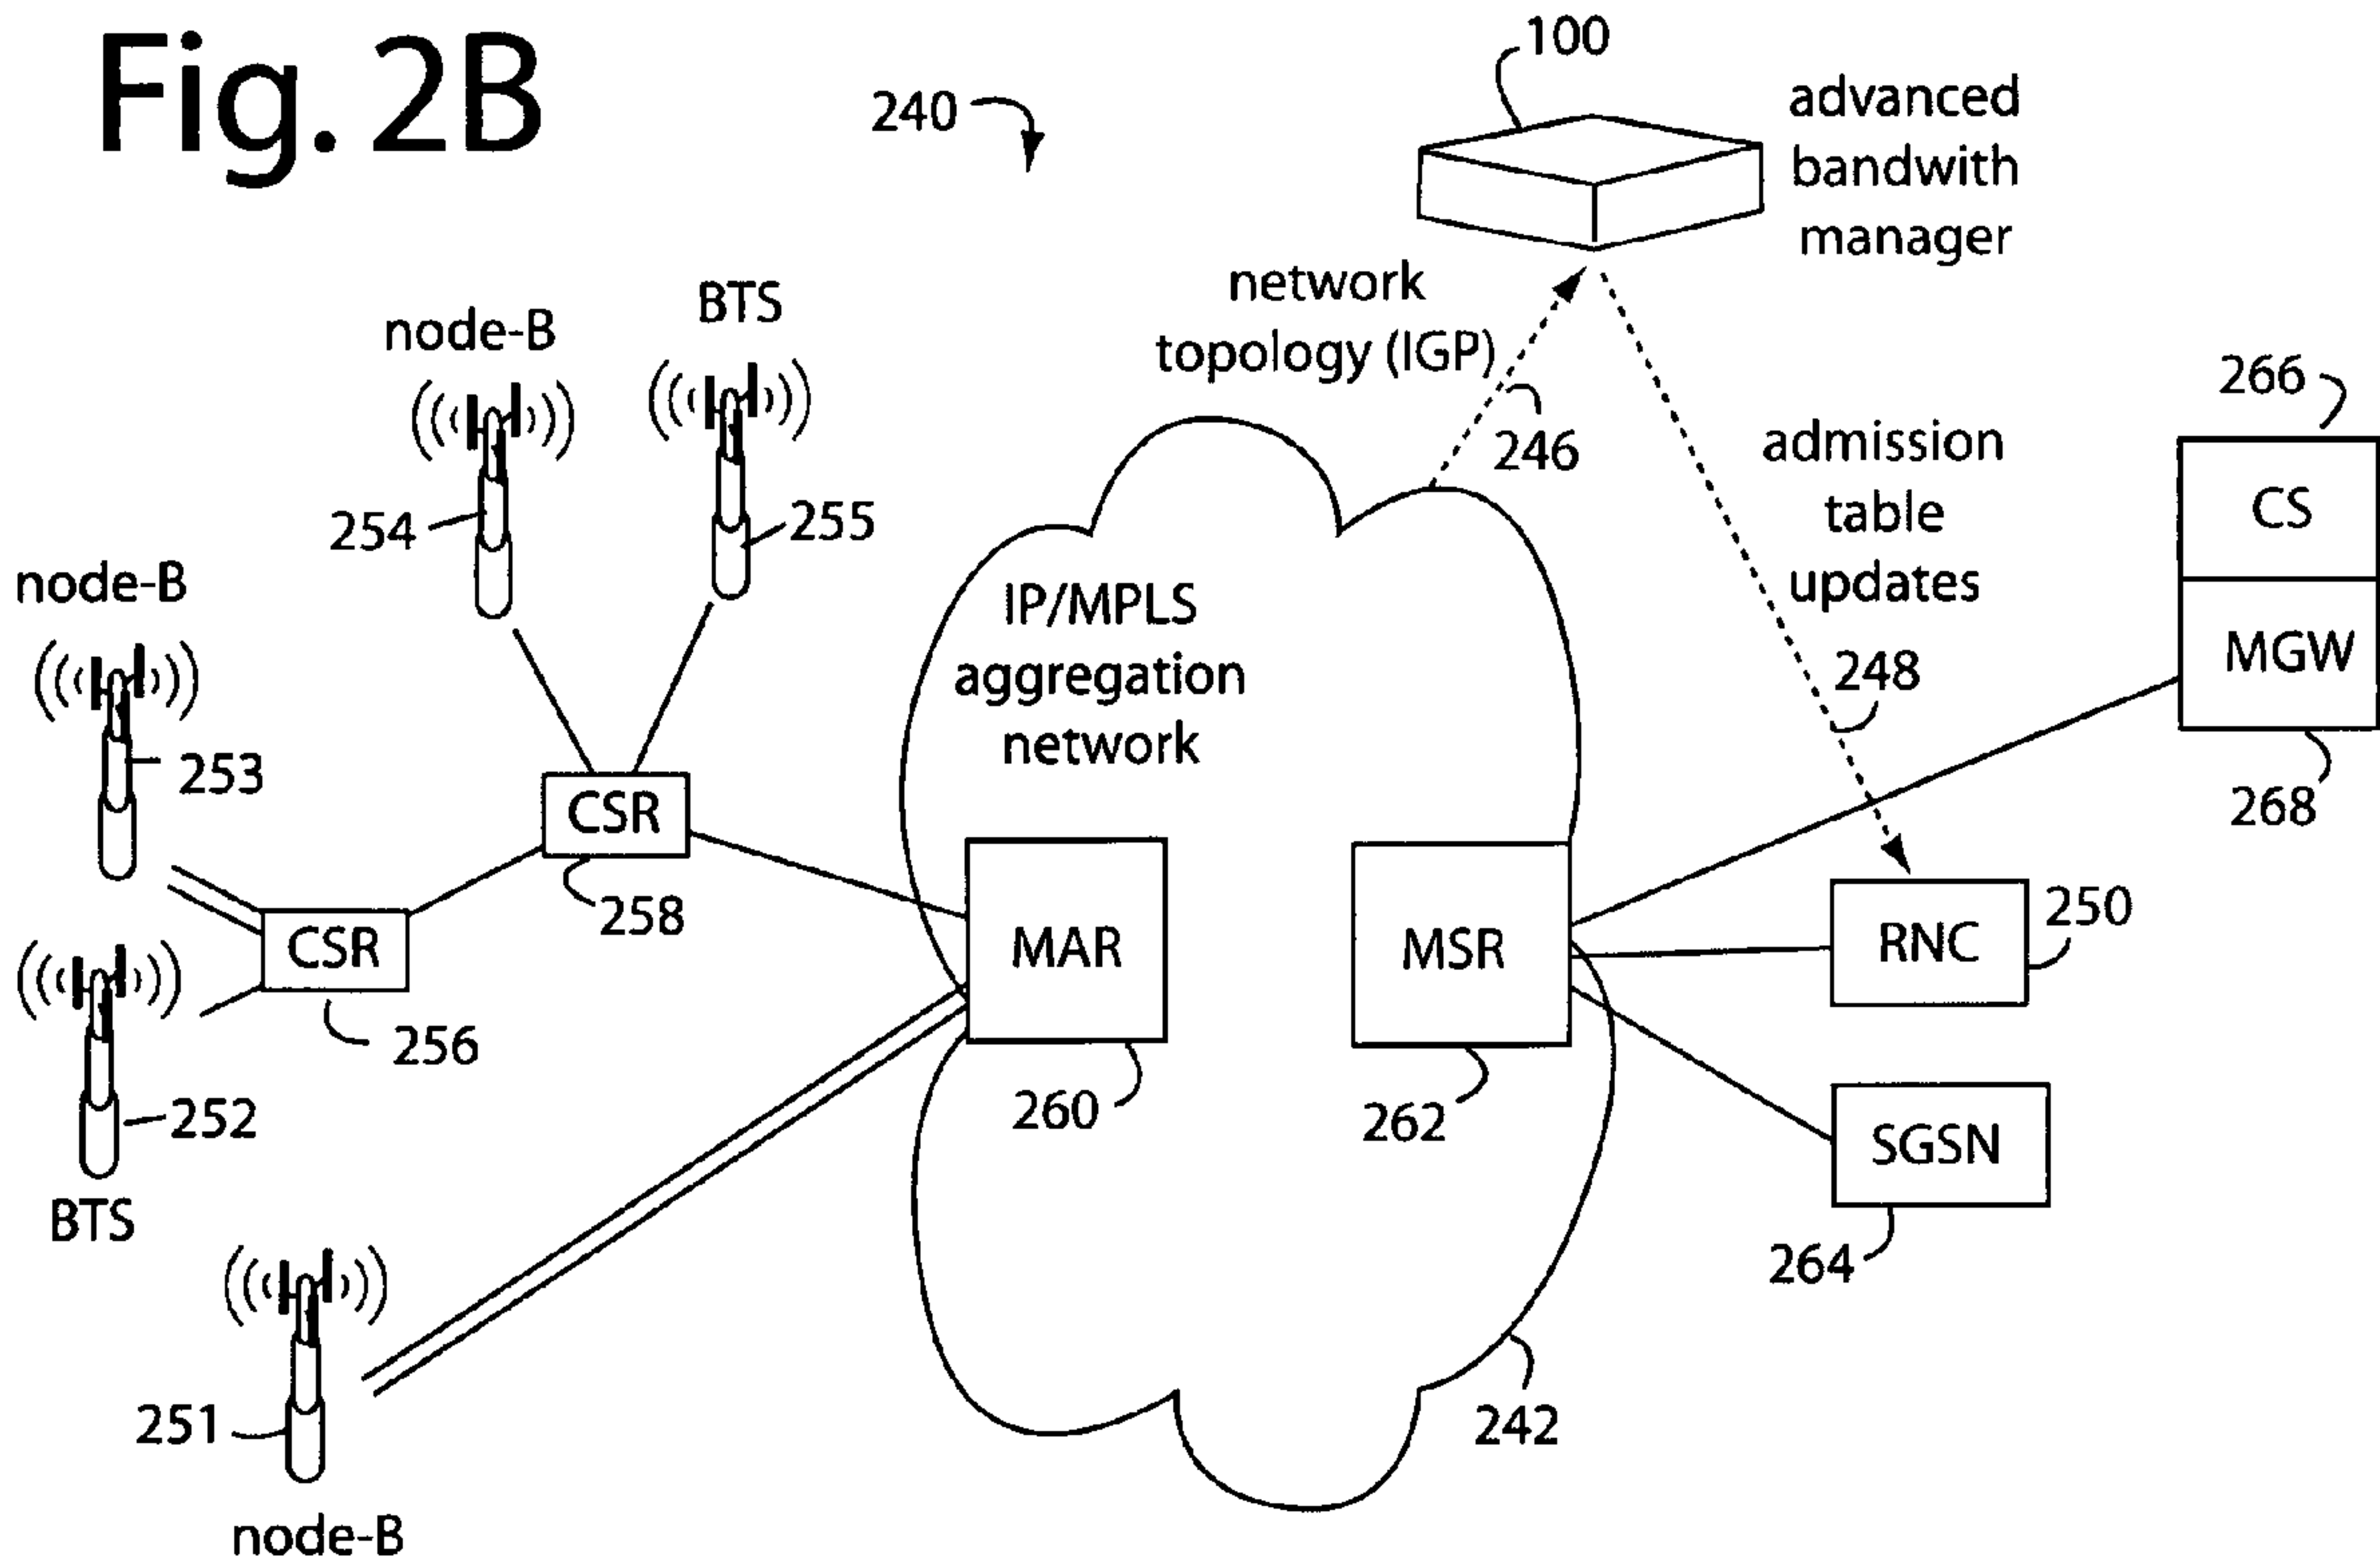 Fig. 2B
240
100
advanced
bandwith
manager
network
topology (IGP)
246
admission
table
updates
248
266
CS
MGW
268
node-B
BTS
254
255
node-B
253
CSR
258
CSR
256
252
BTS
251
node-B
IP/MPLS
aggregation
network
MAR
260
MSR
262
242
RNC
250
SGSN
264